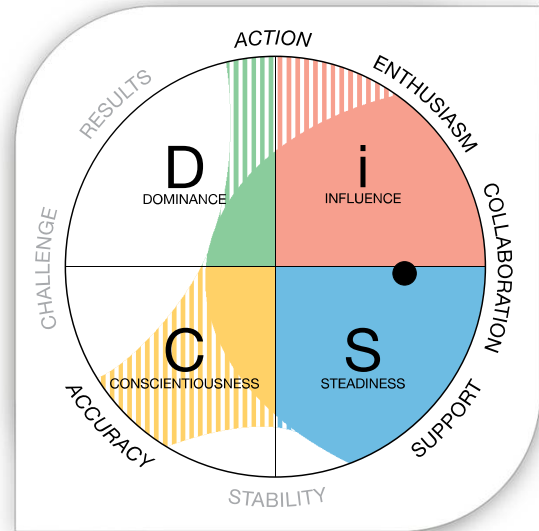 ACTION
ENTHUSIASM
RESULTS
D
DOMINANCE
i
INFLUENCE
COLLABORATION
CHALLENGE
C
CONSCIENTIOUSNESS
S
STEADINESS
ACCURACY
SUPPORT
STABILITY